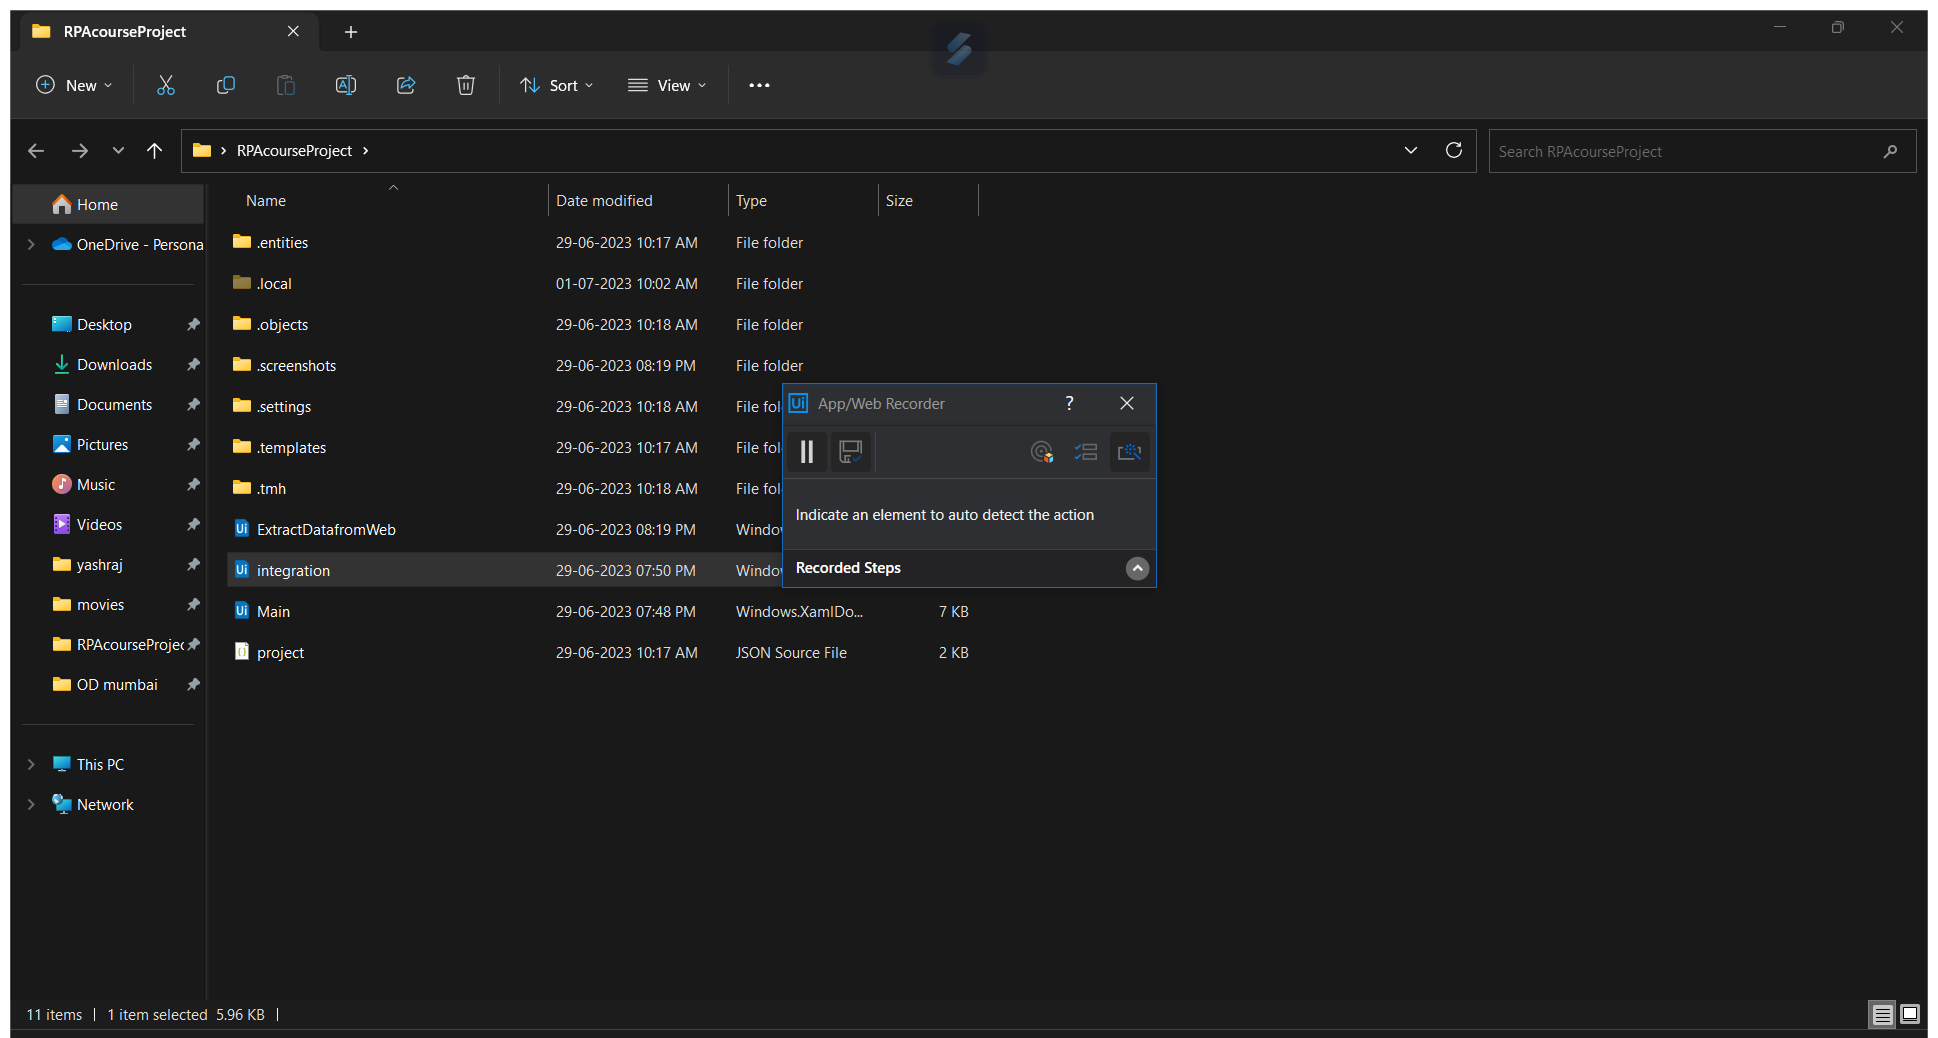 RPAcourseProject
New
Sort
View
RPAcourseProject
Search RPAcourseProject
Home
OneDrive - Persona
Desktop
Downloads
Documents
Pictures
Music
Videos
yashraj
movies
RPAcourseProjec
OD mumbai
This PC
Network
Name Date modified Type Size
.entities 29-06-2023 10:17 AM File folder
.local 01-07-2023 10:02 AM File folder
.objects 29-06-2023 10:18 AM File folder
.screenshots 29-06-2023 08:19 PM File folder
.settings 29-06-2023 10:18 AM File fol
.templates 29-06-2023 10:17 AM File fol
.tmh 29-06-2023 10:18 AM File fol
ExtractDatafromWeb 29-06-2023 08:19 PM Windo
integration 29-06-2023 07:50 PM Windo
Main 29-06-2023 07:48 PM Windows.XamlDo... 7 KB
project 29-06-2023 10:17 AM JSON Source File 2 KB
Ui App/Web Recorder ?
Indicate an element to auto detect the action
Recorded Steps
11 items 1 item selected 5.96 KB